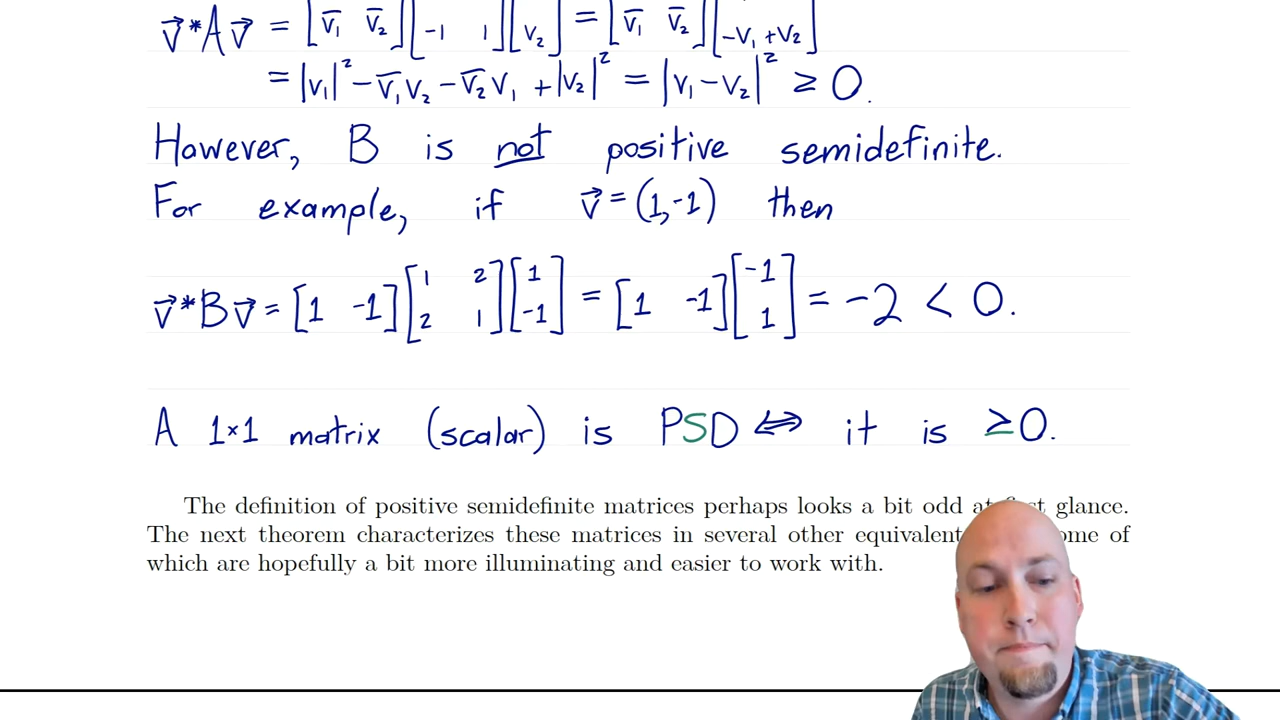 v⃗*Av⃗ = [v̅₁ v̅₂][-1 1][v₂] = [v̅₁ v̅₂][-v₁+v₂]
= |v₁|² - v̅₁v₂ - v̅₂v₁ + |v₂|² = |v₁-v₂|² ≥ 0.
However, B is not positive semidefinite.
For example, if v⃗=(1,-1) then
v⃗*Bv⃗ = [1 -1][1 2; 2 1][1; -1] = [1 -1][-1; 1] = -2 < 0.
A 1×1 matrix (scalar) is PSD ⇔ it is ≥0.
The definition of positive semidefinite matrices perhaps looks a bit odd at first glance.
The next theorem characterizes these matrices in several other equivalent some of
which are hopefully a bit more illuminating and easier to work with.